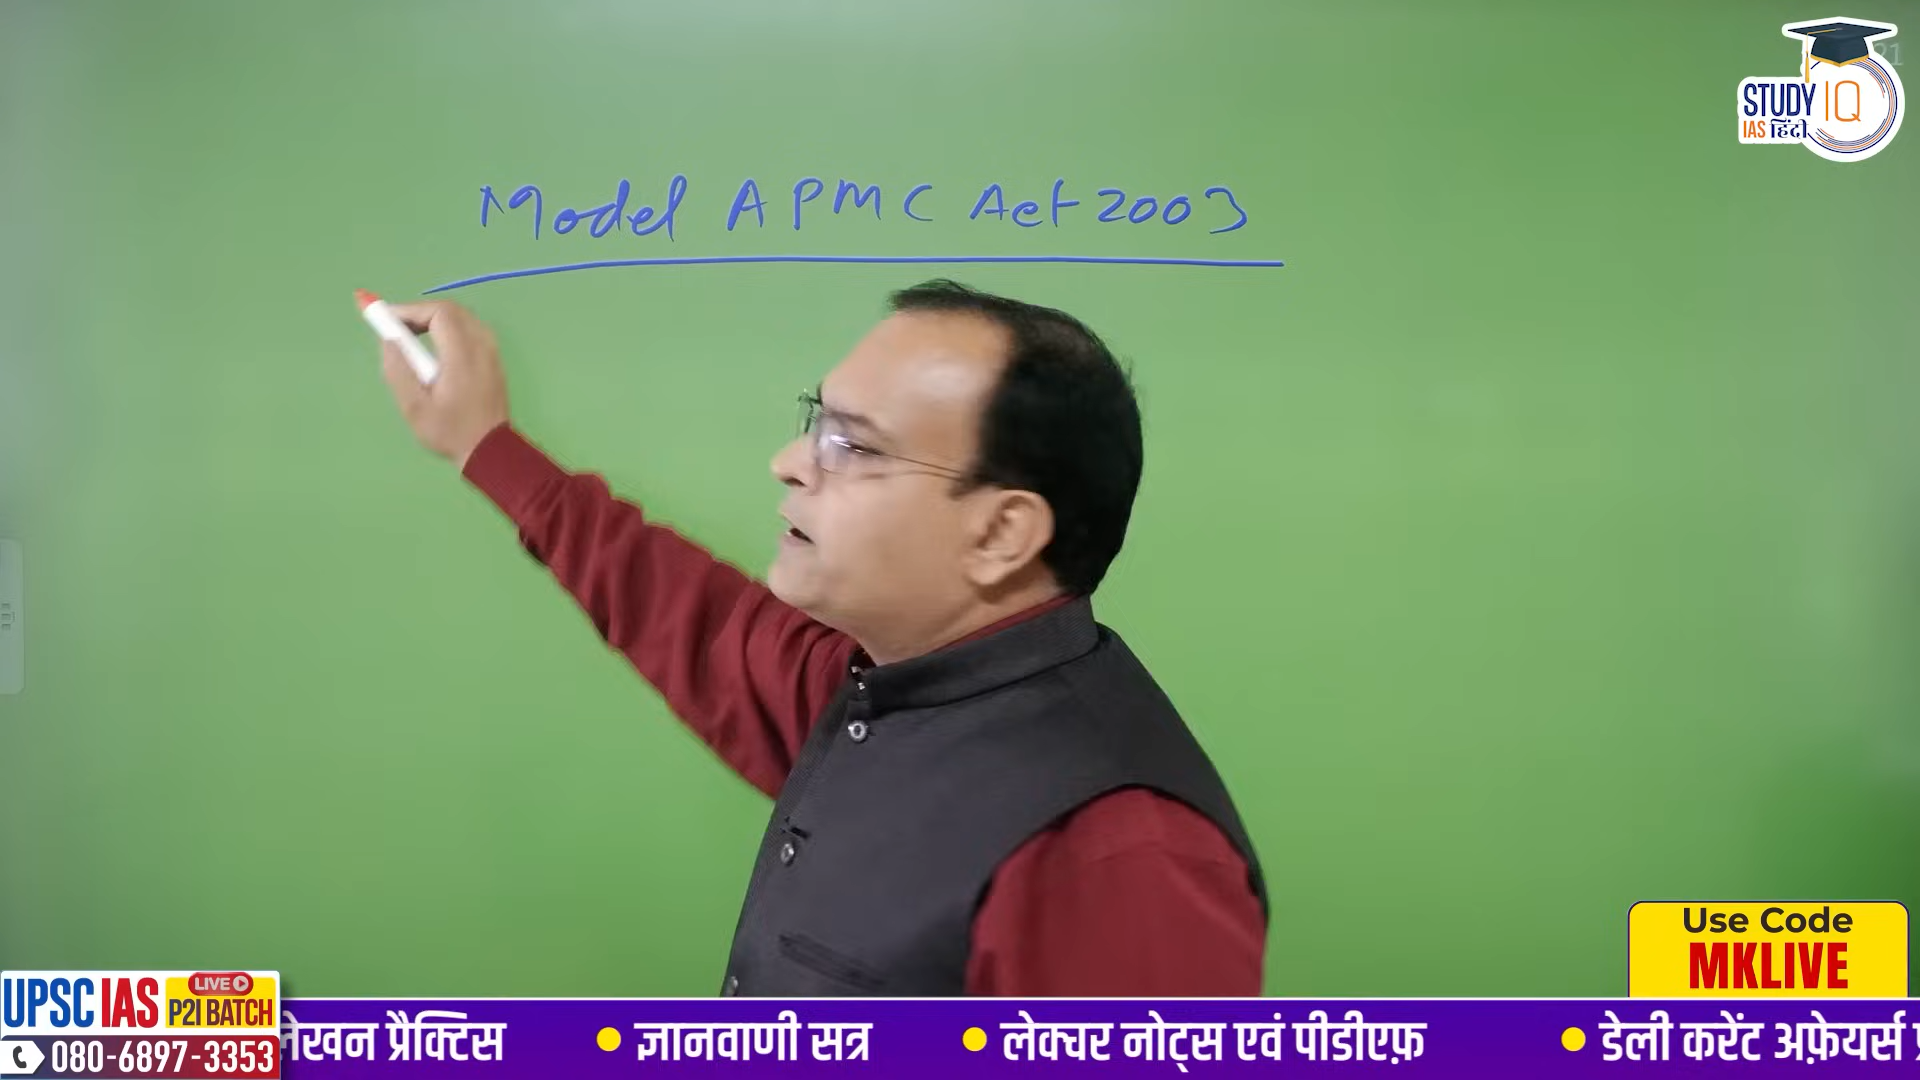 STUDY IQ
IAS हिंदी
21
Model APMC Act 2003
Use Code
MKLIVE
UPSC IAS LIVE P2I BATCH
080-6897-3353
लेखन प्रैक्टिस • ज्ञानवाणी सत्र • लेक्चर नोट्स एवं पीडीएफ़ • डेली करेंट अफ़ेयर्स